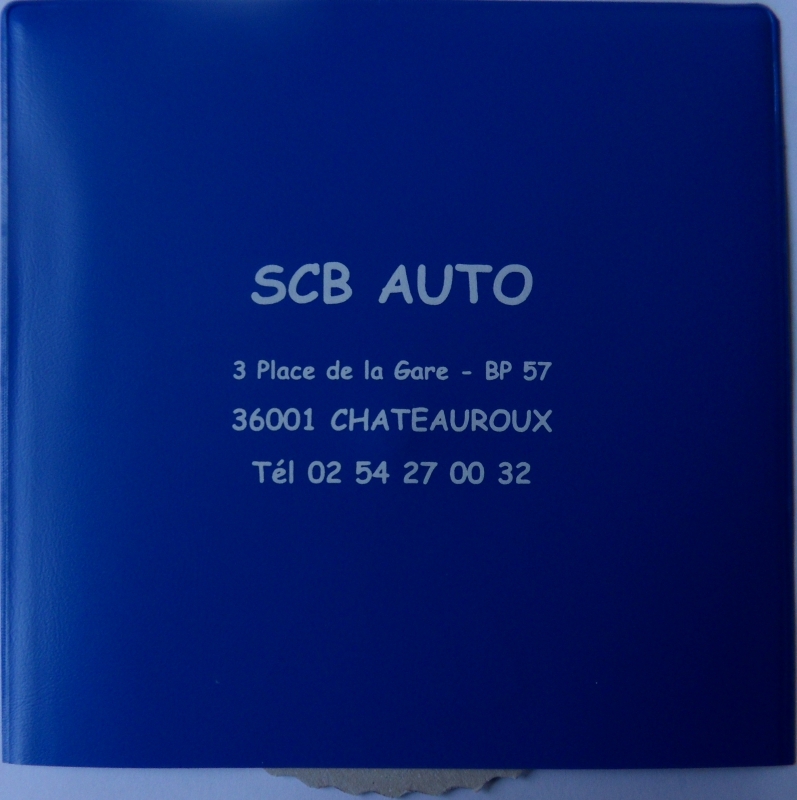 SCB AUTO
3 Place de la Gare - BP 57
36001 CHATEAUROUX
Tél 02 54 27 00 32